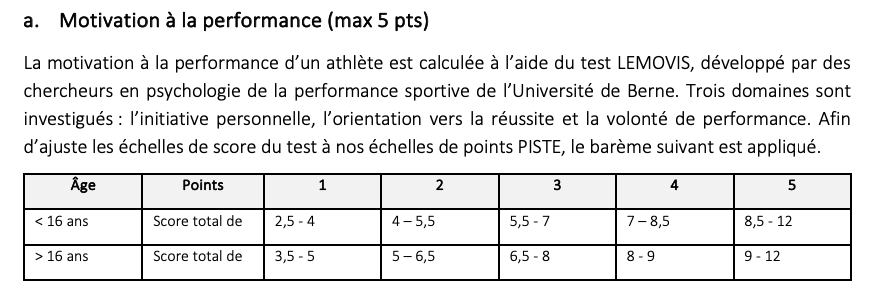 a. Motivation à la performance (max 5 pts)
La motivation à la performance d'un athlète est calculée à l'aide du test LEMOVIS, développé par des
chercheurs en psychologie de la performance sportive de l'Université de Berne. Trois domaines sont
investigués : l'initiative personnelle, l'orientation vers la réussite et la volonté de performance. Afin
d'ajuste les échelles de score du test à nos échelles de points PISTE, le barème suivant est appliqué.
Âge Points 1 2 3 4 5
< 16 ans Score total de 2,5 - 4 4 – 5,5 5,5 - 7 7 – 8,5 8,5 - 12
> 16 ans Score total de 3,5 - 5 5 – 6,5 6,5 - 8 8 - 9 9 - 12